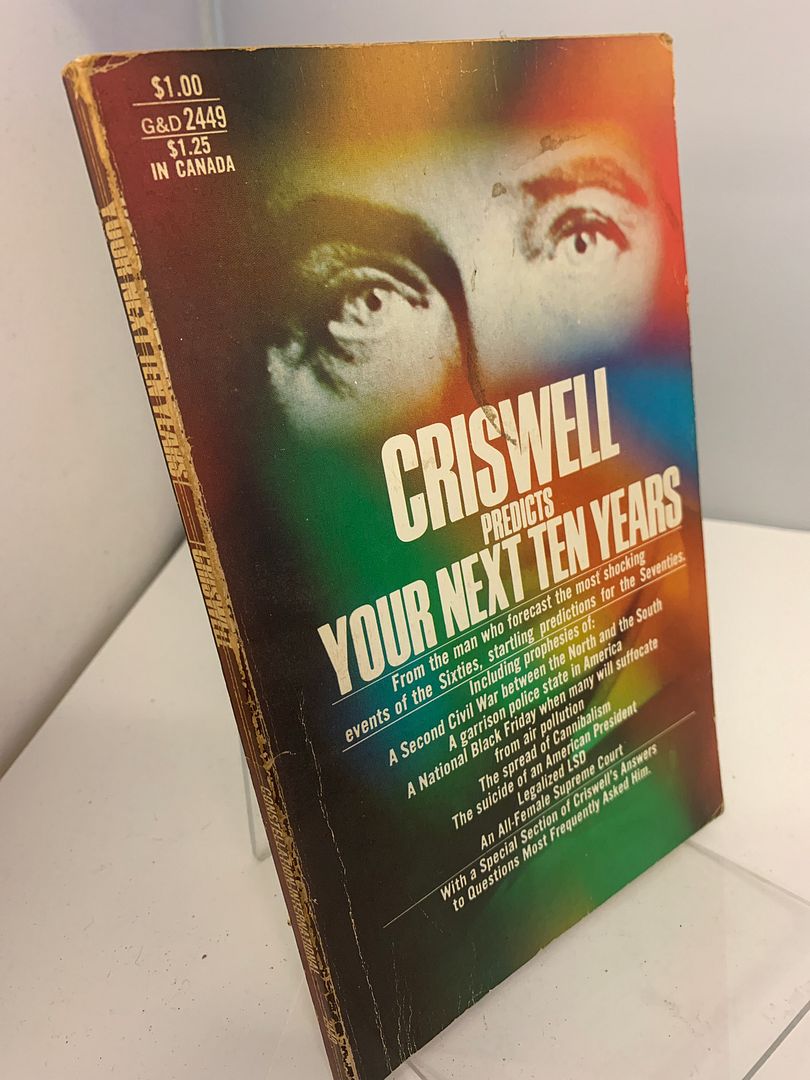 $1.00
G&D 2449
$1.25
IN CANADA
CRISWELL
PREDICTS
YOUR NEXT TEN YEARS
From the man who forecast the most shocking
events of the Sixties, startling predictions for the Seventies.
Including prophesies of:
A Second Civil War between the North and the South
A garrison police state in America
A National Black Friday when many will suffocate
from air pollution
The spread of Cannibalism
The suicide of an American President
Legalized LSD
An All-Female Supreme Court
With a Special Section of Criswell's Answers
to Questions Most Frequently Asked Him.
YOUR NEXT TEN YEARS
CRISWELL